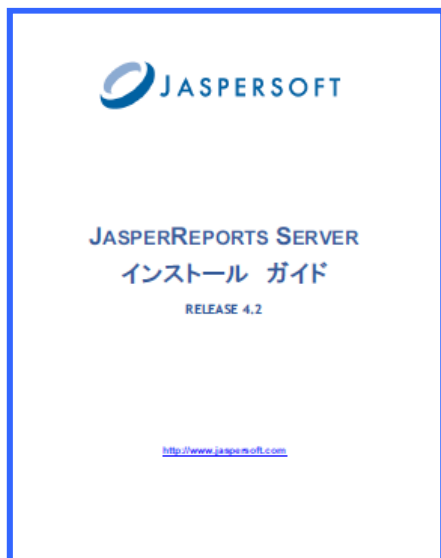 JASPERSOFT
JASPERREPORTS SERVER
インストール ガイド
RELEASE 4.2
http://www.jaspersoft.com